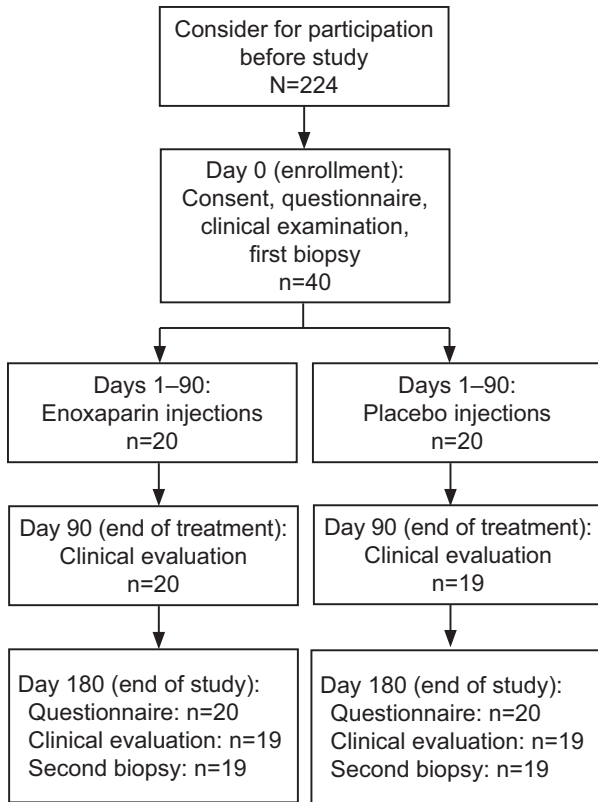 Consider for participation
before study
N=224
Day 0 (enrollment):
Consent, questionnaire,
clinical examination,
first biopsy
n=40
Days 1–90:
Enoxaparin injections
n=20
Days 1–90:
Placebo injections
n=20
Day 90 (end of treatment):
Clinical evaluation
n=20
Day 90 (end of treatment):
Clinical evaluation
n=19
Day 180 (end of study):
Questionnaire: n=20
Clinical evaluation: n=19
Second biopsy: n=19
Day 180 (end of study):
Questionnaire: n=20
Clinical evaluation: n=19
Second biopsy: n=19